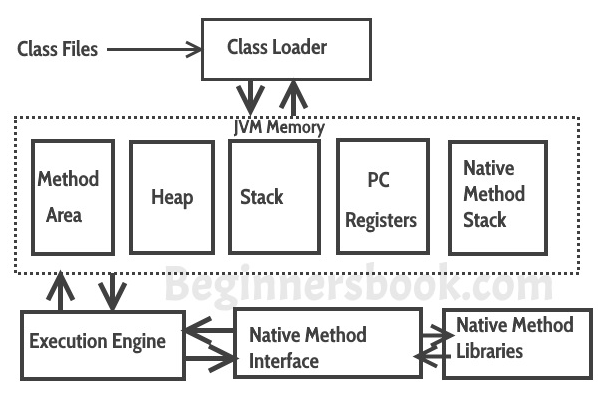 Class Files
Class Loader
JVM Memory
Method
Area
Heap
Stack
PC
Registers
Native
Method
Stack
Beginnersbook.com
Execution Engine
Native Method
Interface
Native Method
Libraries